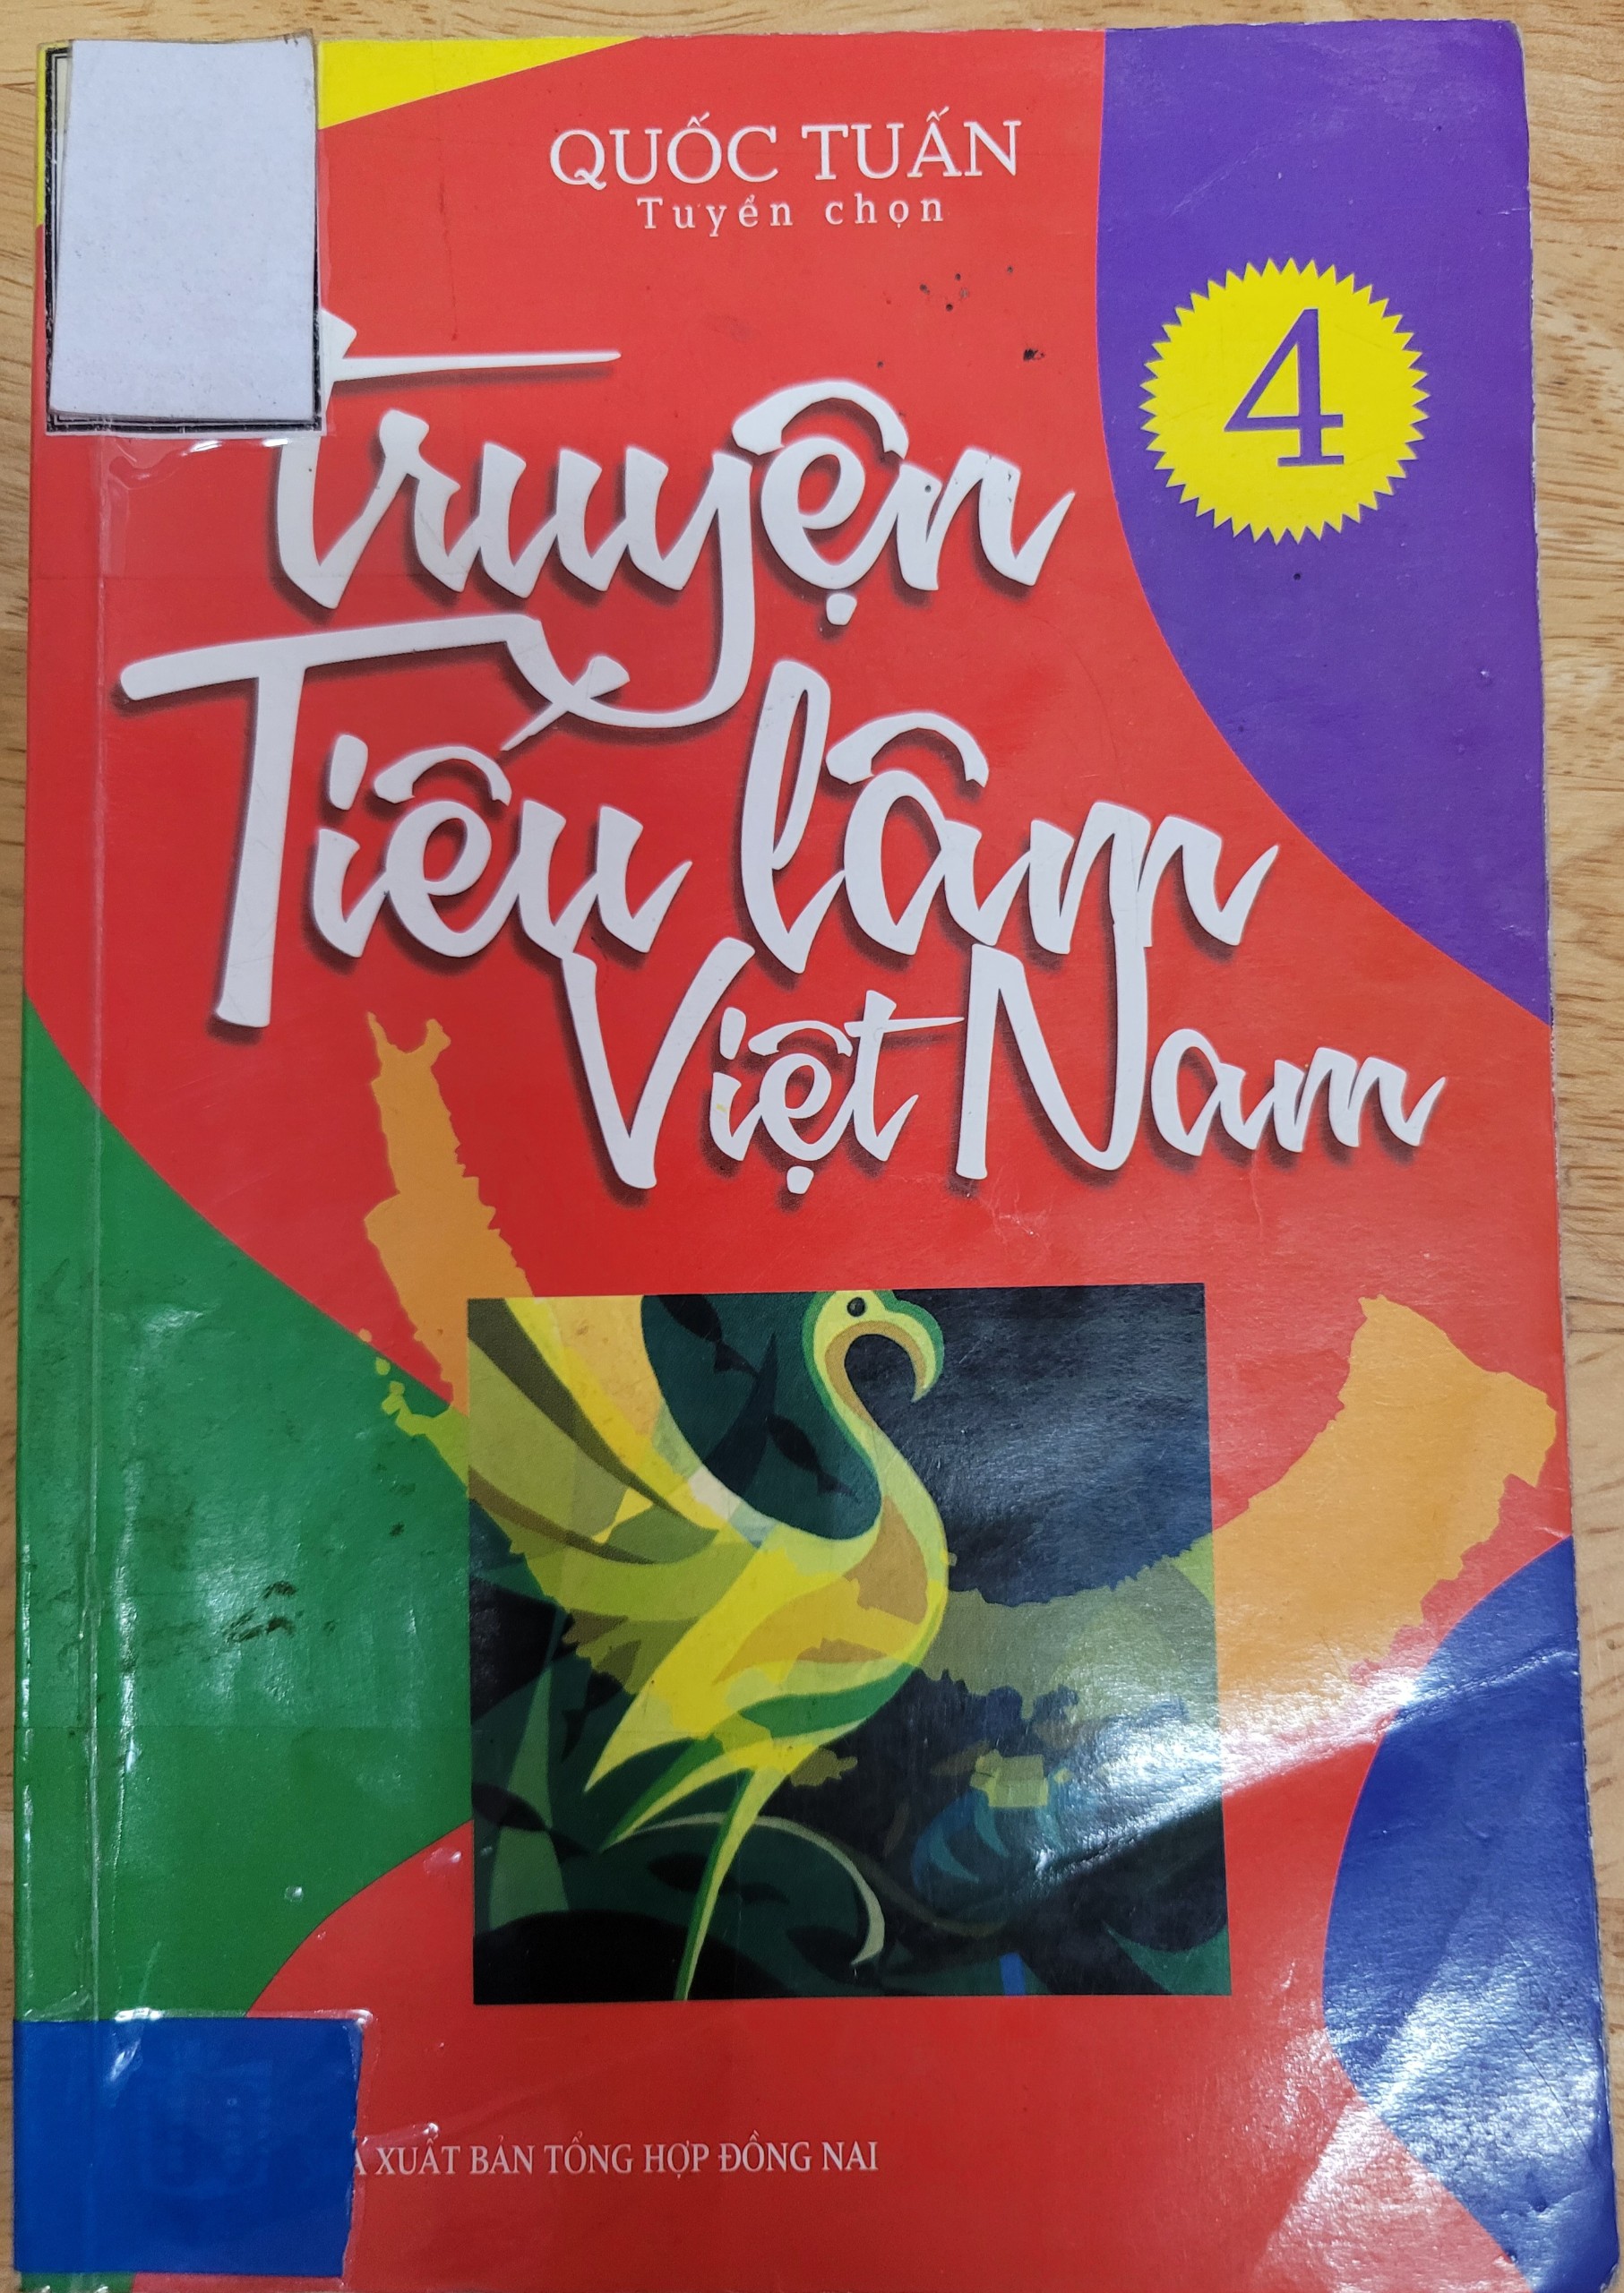 QUỐC TUẤN
Tuyển chọn
4
Truyện
Tiếu lâm
Việt Nam
XUẤT BẢN TỔNG HỢP ĐỒNG NAI